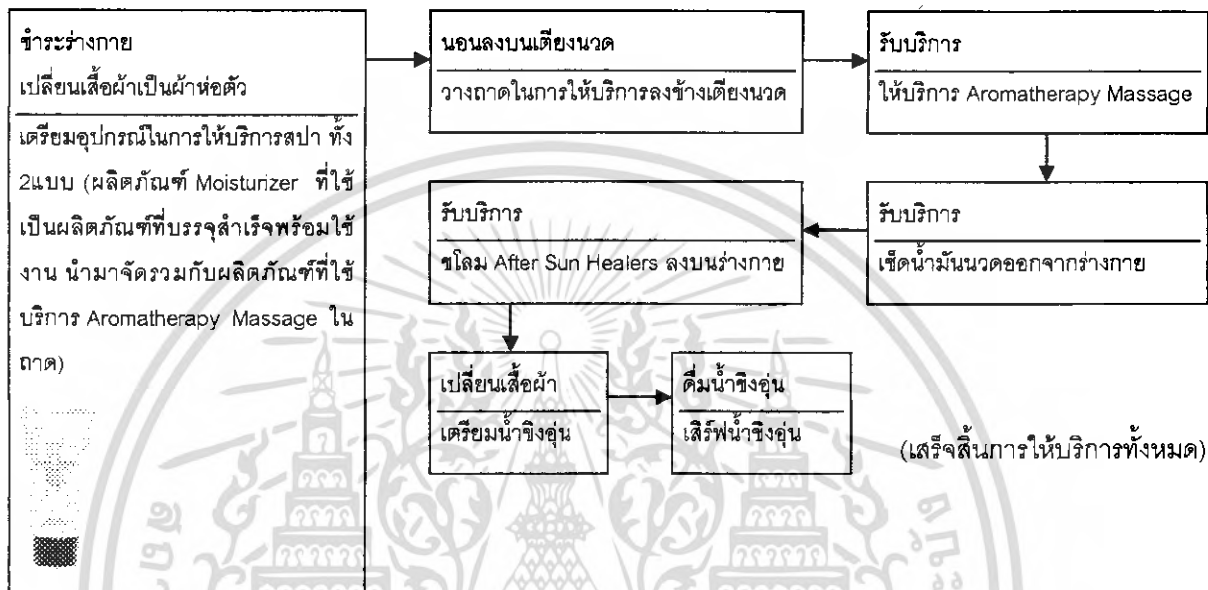 ชำระร่างกาย
เปลี่ยนเสื้อผ้าเป็นผ้าห่อตัว
เตรียมอุปกรณ์ในการให้บริการสปา ทั้ง
2แบบ (ผลิตภัณฑ์ Moisturizer ที่ใช้
เป็นผลิตภัณฑ์ที่บรรจุสำเร็จพร้อมใช้
งาน นำมาจัดรวมกับผลิตภัณฑ์ที่ใช้
บริการ Aromatherapy Massage ใน
ถาด)
นอนลงบนเตียงนวด
วางถาดในการให้บริการลงข้างเตียงนวด
รับบริการ
ให้บริการ Aromatherapy Massage
รับบริการ
เช็ดน้ำมันนวดออกจากร่างกาย
รับบริการ
ชโลม After Sun Healers ลงบนร่างกาย
เปลี่ยนเสื้อผ้า
เตรียมน้ำขิงอุ่น
ดื่มน้ำขิงอุ่น
เสิร์ฟน้ำขิงอุ่น
(เสร็จสิ้นการให้บริการทั้งหมด)